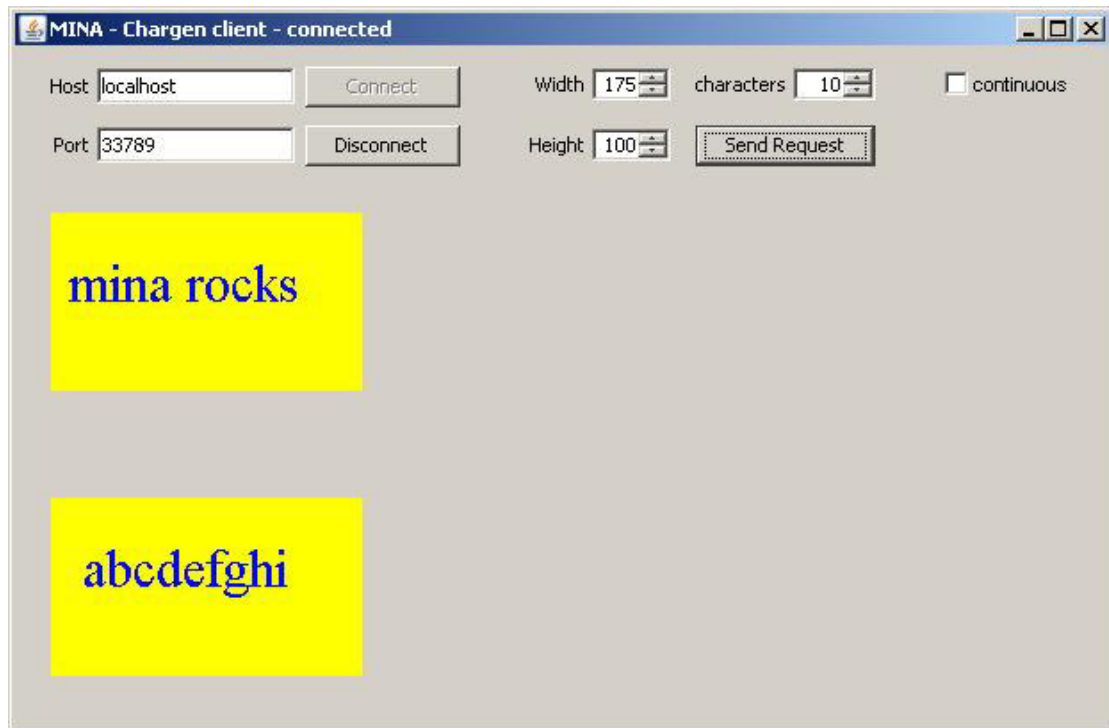 MINA - Chargen client - connected
Host localhost Connect Width 175 characters 10 continuous
Port 33789 Disconnect Height 100 Send Request
mina rocks
abcdefghi